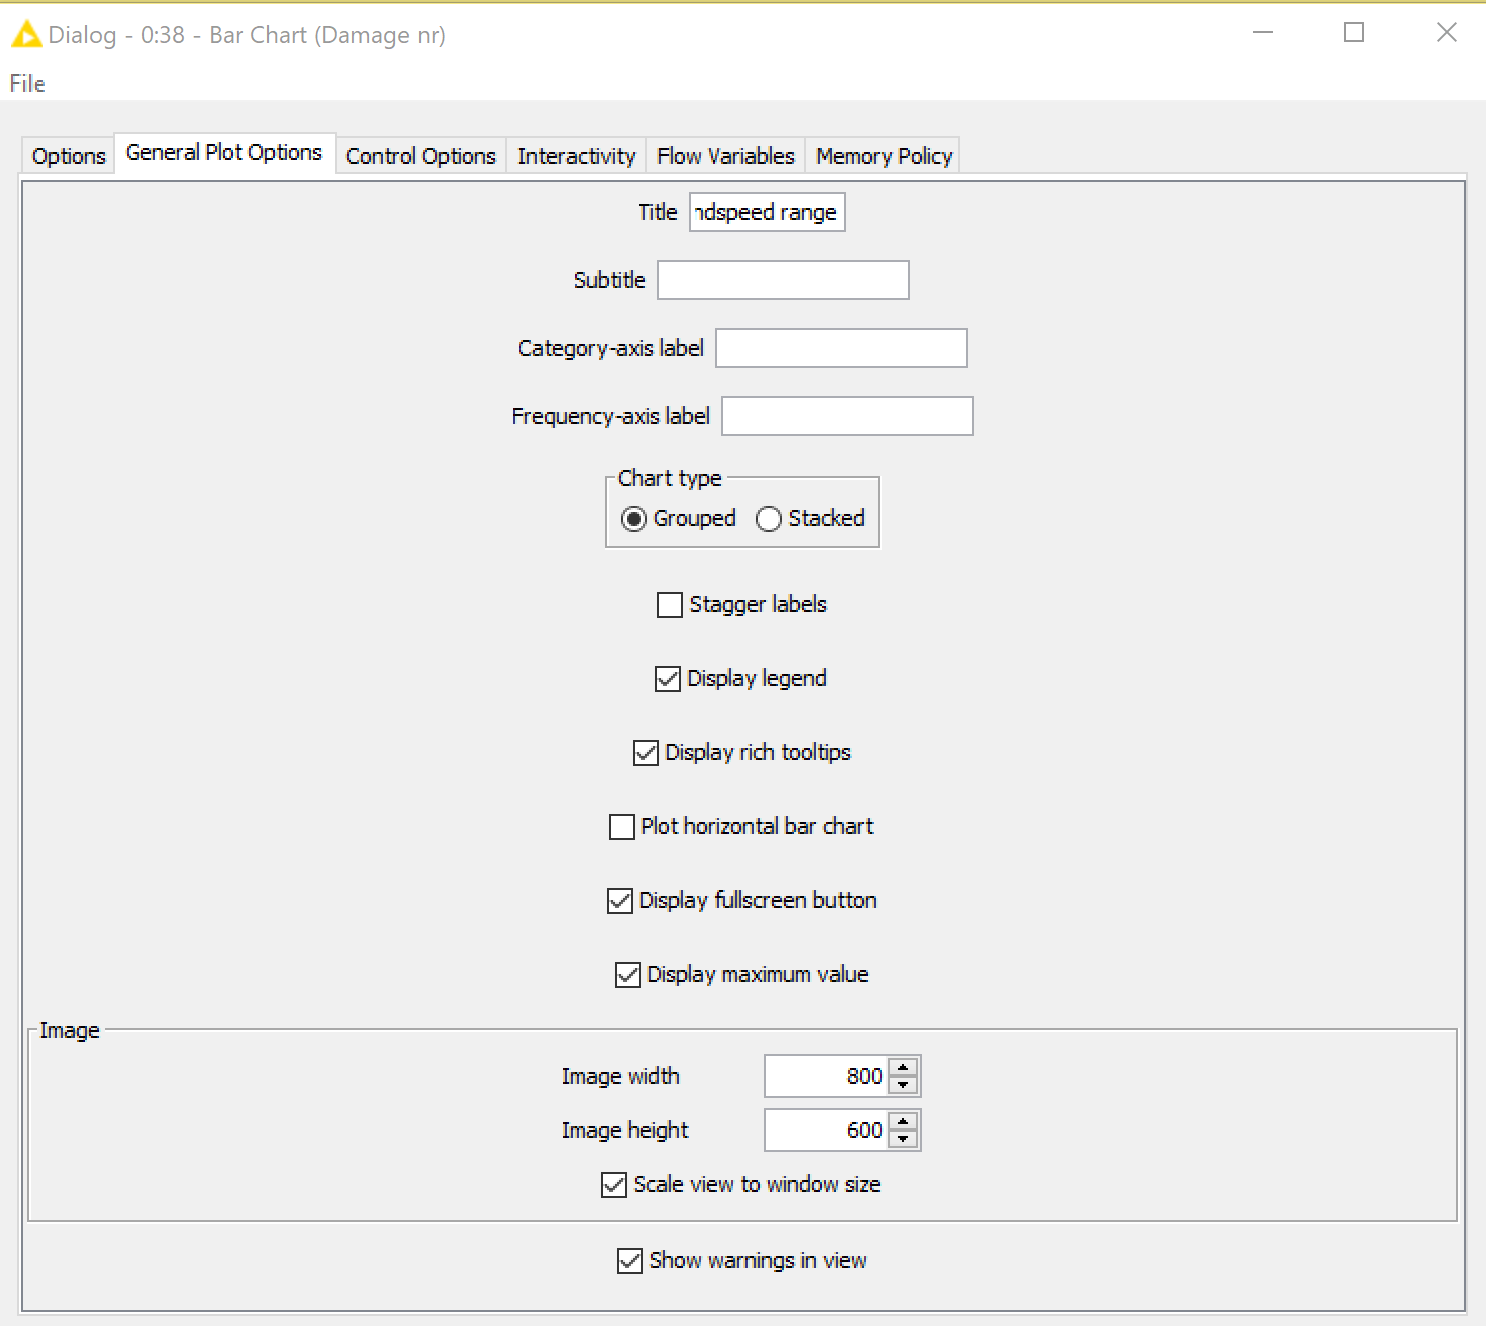 Dialog - 0:38 - Bar Chart (Damage nr)
File
Options General Plot Options Control Options Interactivity Flow Variables Memory Policy
Title ndspeed range
Subtitle
Category-axis label
Frequency-axis label
Chart type
Grouped Stacked
Stagger labels
Display legend
Display rich tooltips
Plot horizontal bar chart
Display fullscreen button
Display maximum value
Image
Image width 800
Image height 600
Scale view to window size
Show warnings in view